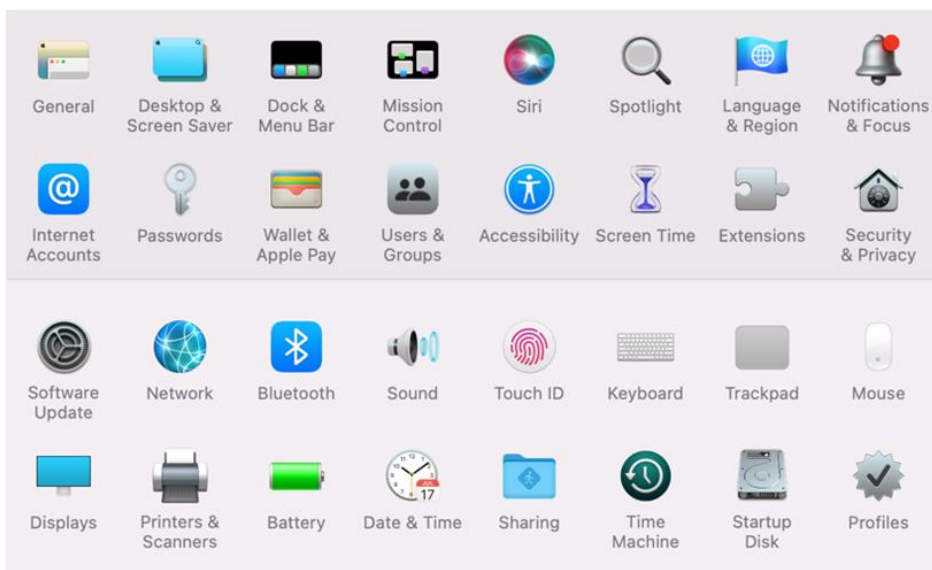 General
Desktop &
Screen Saver
Dock &
Menu Bar
Mission
Control
Siri
Spotlight
Language
& Region
Notifications
& Focus
Internet
Accounts
Passwords
Wallet &
Apple Pay
Users &
Groups
Accessibility
Screen Time
Extensions
Security
& Privacy
Software
Update
Network
Bluetooth
Sound
Touch ID
Keyboard
Trackpad
Mouse
Displays
Printers &
Scanners
Battery
JUL
17
Date & Time
Sharing
Time
Machine
Startup
Disk
Profiles